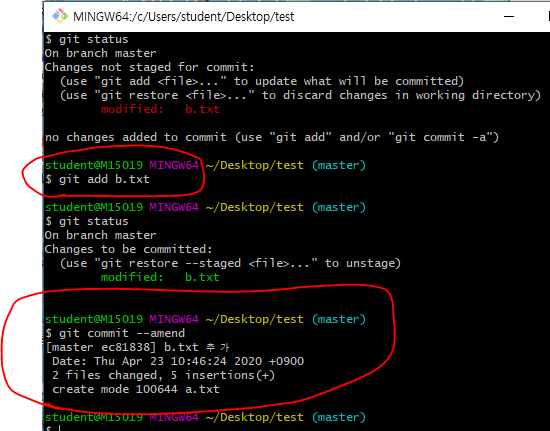 MINGW64:/c/Users/student/Desktop/test
$ git status
On branch master
Changes not staged for commit:
(use "git add <file>..." to update what will be committed)
(use "git restore <file>..." to discard changes in working directory)
modified: b.txt
no changes added to commit (use "git add" and/or "git commit -a")
student@M15019 MINGW64 ~/Desktop/test (master)
$ git add b.txt
student@M15019 MINGW64 ~/Desktop/test (master)
$ git status
On branch master
Changes to be committed:
(use "git restore --staged <file>..." to unstage)
modified: b.txt
student@M15019 MINGW64 ~/Desktop/test (master)
$ git commit --amend
[master ec81838] b.txt 추가
Date: Thu Apr 23 10:46:24 2020 +0900
2 files changed, 5 insertions(+)
create mode 100644 a.txt
student@M15019 MINGW64 ~/Desktop/test (master)
$